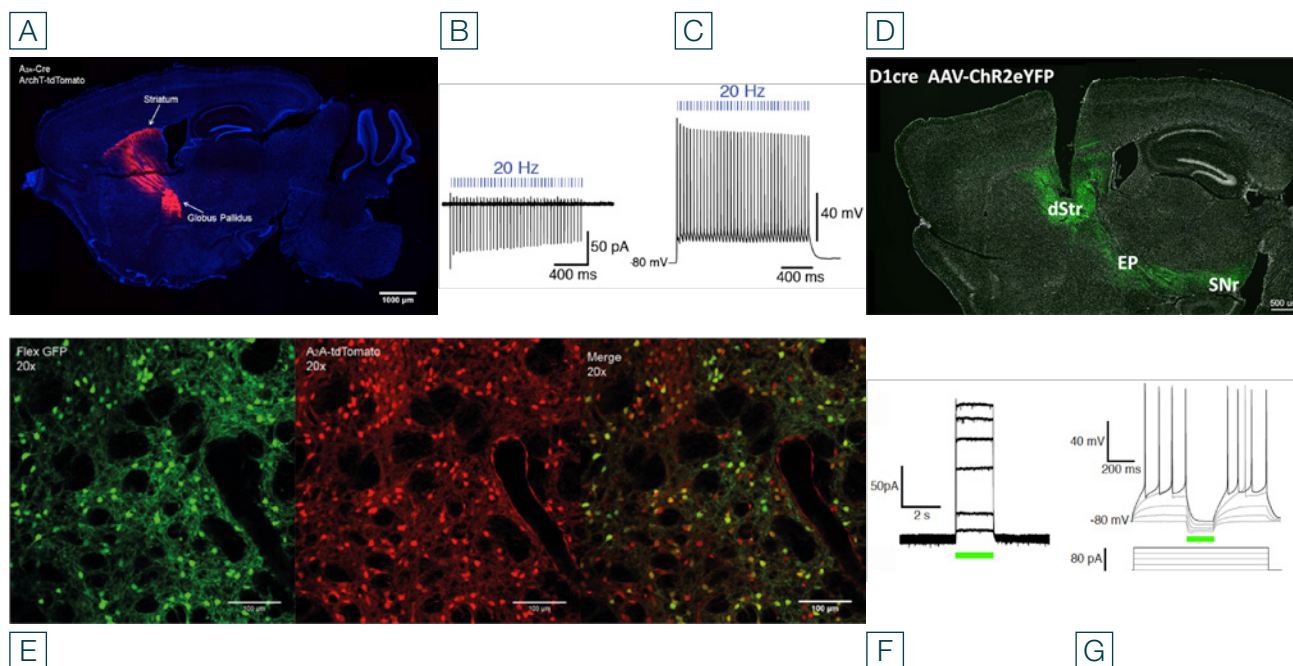 A
B
C
D
A2A-Cre
ArchT-tdTomato
Striatum
Globus Pallidus
1000 µm
20 Hz
50 pA
400 ms
20 Hz
40 mV
-80 mV
400 ms
D1cre AAV-ChR2eYFP
dStr
EP
SNr
500 u
Flex GFP
20x
100 µm
A2A-tdTomato
20x
100 µm
Merge
20x
100 µm
50pA
2 s
40 mV
200 ms
-80 mV
80 pA
E
F
G